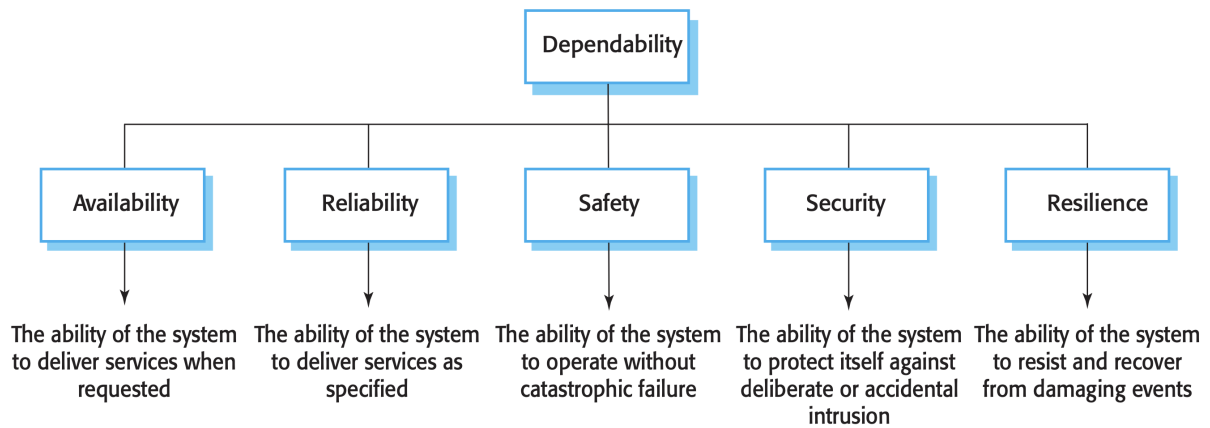 Dependability
Availability
Reliability
Safety
Security
Resilience
The ability of the system
to deliver services when
requested
The ability of the system
to deliver services as
specified
The ability of the system
to operate without
catastrophic failure
The ability of the system
to protect itself against
deliberate or accidental
intrusion
The ability of the system
to resist and recover
from damaging events